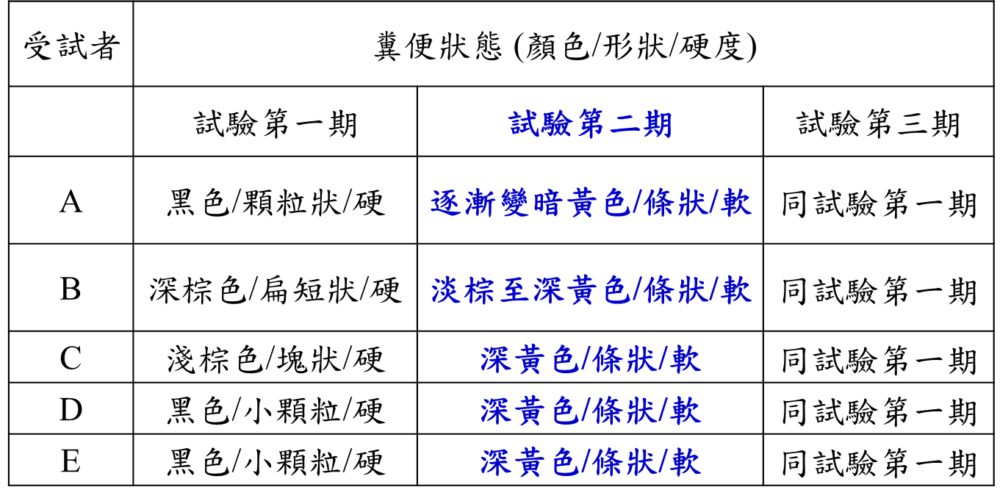 受試者 糞便狀態 (顏色/形狀/硬度)
試驗第一期 試驗第二期 試驗第三期
A 黑色/顆粒狀/硬 逐漸變暗黃色/條狀/軟 同試驗第一期
B 深棕色/扁短狀/硬 淡棕至深黃色/條狀/軟 同試驗第一期
C 淺棕色/塊狀/硬 深黃色/條狀/軟 同試驗第一期
D 黑色/小顆粒/硬 深黃色/條狀/軟 同試驗第一期
E 黑色/小顆粒/硬 深黃色/條狀/軟 同試驗第一期